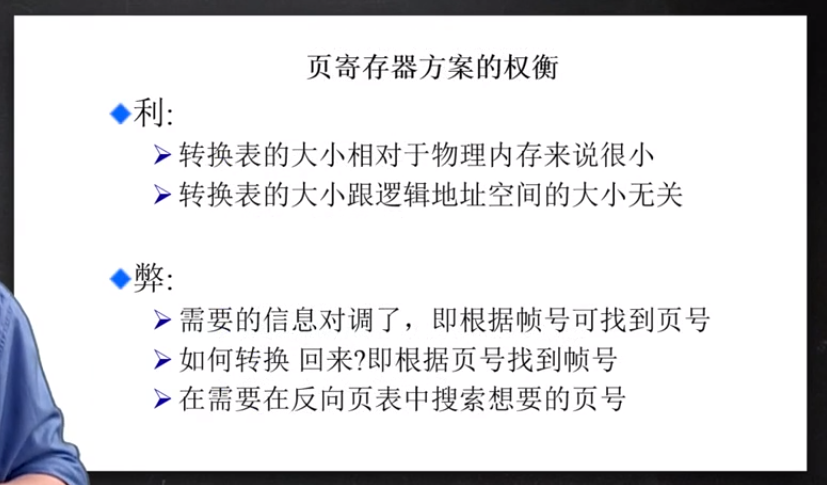 页寄存器方案的权衡
利:
转换表的大小相对于物理内存来说很小
转换表的大小跟逻辑地址空间的大小无关
弊:
需要的信息对调了，即根据帧号可找到页号
如何转换 回来?即根据页号找到帧号
在需要在反向页表中搜索想要的页号